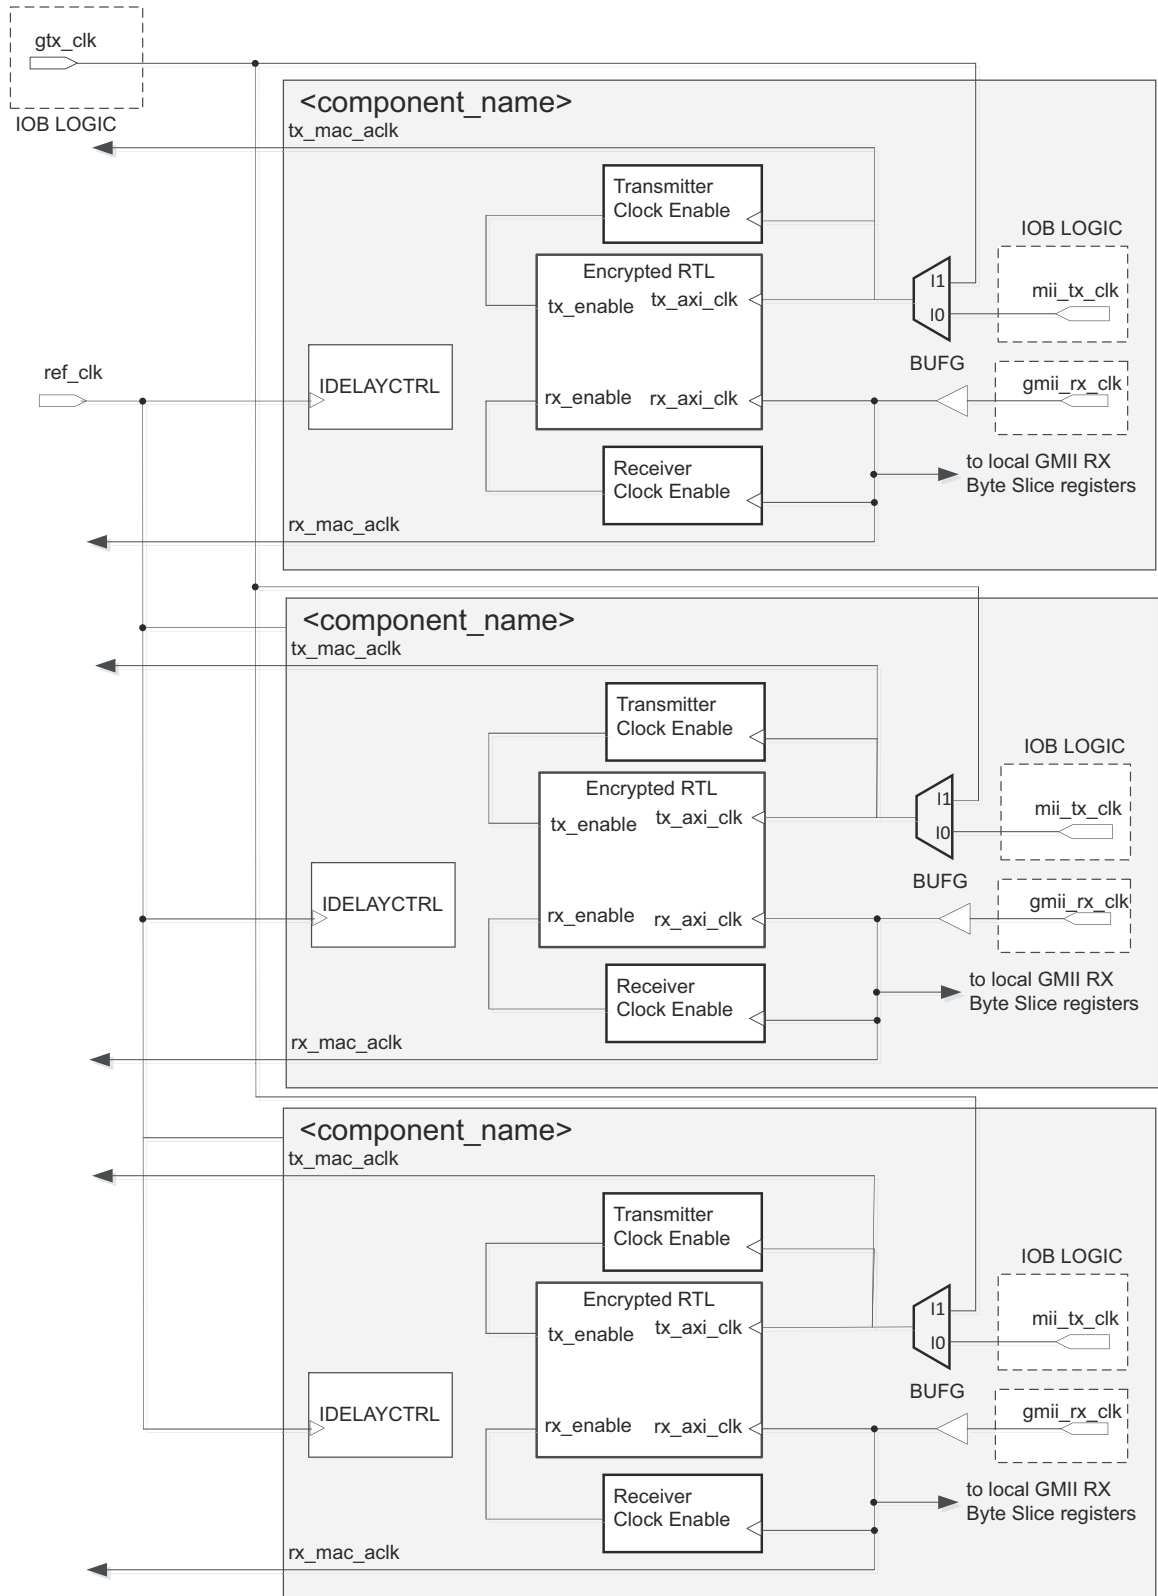 gtx_clk
IOB LOGIC
<component_name>
tx_mac_aclk
Transmitter
Clock Enable
IOB LOGIC
Encrypted RTL
tx_axi_clk
tx_enable
I1
I0
mii_tx_clk
BUFG
ref_clk
IDELAYCTRL
rx_enable
rx_axi_clk
gmii_rx_clk
Receiver
Clock Enable
to local GMII RX
Byte Slice registers
rx_mac_aclk
<component_name>
tx_mac_aclk
Transmitter
Clock Enable
IOB LOGIC
Encrypted RTL
tx_axi_clk
tx_enable
I1
I0
mii_tx_clk
BUFG
IDELAYCTRL
rx_enable
rx_axi_clk
gmii_rx_clk
Receiver
Clock Enable
to local GMII RX
Byte Slice registers
rx_mac_aclk
<component_name>
tx_mac_aclk
Transmitter
Clock Enable
IOB LOGIC
Encrypted RTL
tx_axi_clk
tx_enable
I1
I0
mii_tx_clk
BUFG
IDELAYCTRL
rx_enable
rx_axi_clk
gmii_rx_clk
Receiver
Clock Enable
to local GMII RX
Byte Slice registers
rx_mac_aclk